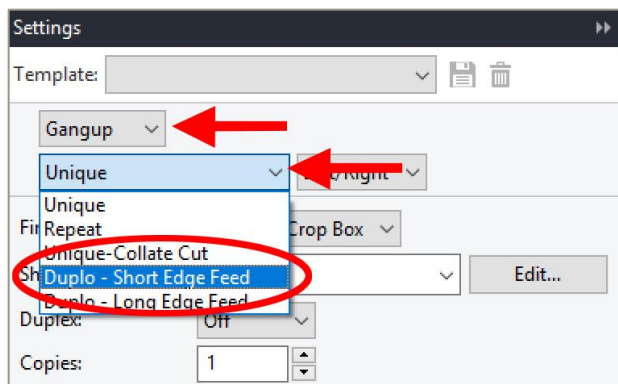 Settings
Template:
Gangup
Unique
Unique
Repeat
Crop Box
Unique-Collate Cut
Duplo - Short Edge Feed
Edit...
Duplo - Long Edge Feed
Duplex: Off
Copies: 1